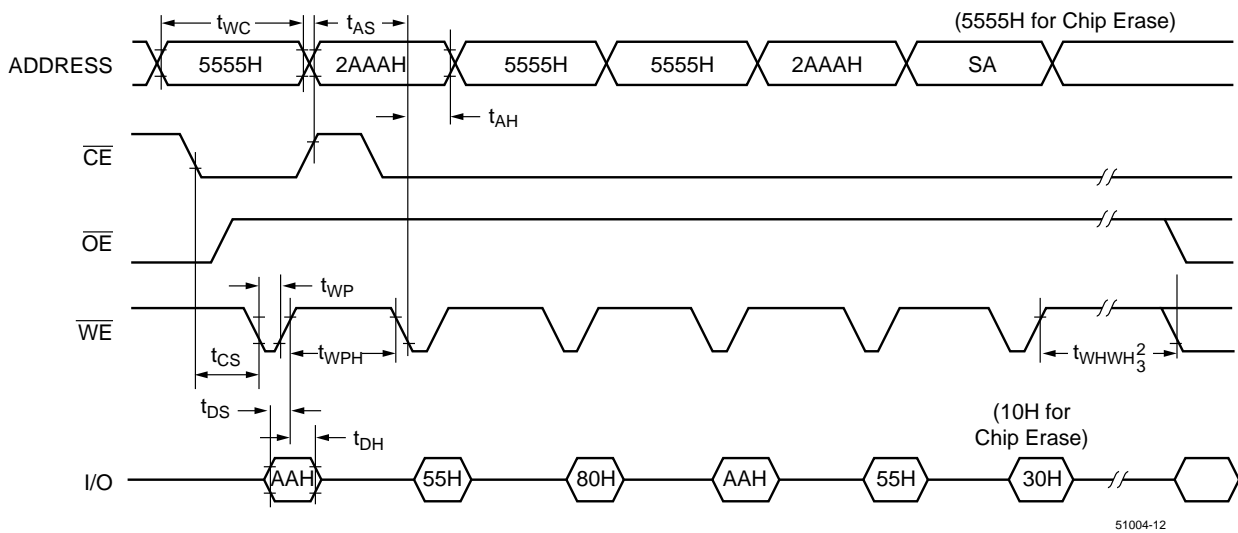 tWC
tAS
(5555H for Chip Erase)
ADDRESS
5555H
2AAAH
5555H
5555H
2AAAH
SA
tAH
CE
OE
tWP
WE
tCS
tWPH
tWHWH 2 3
tDS
tDH
(10H for
Chip Erase)
I/O
AAH
55H
80H
AAH
55H
30H
51004-12